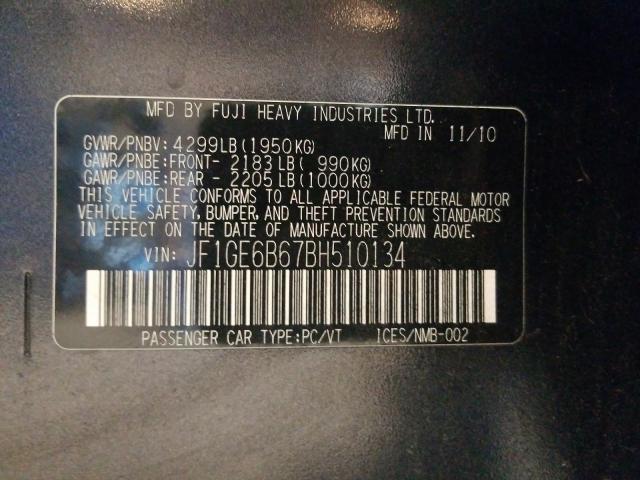 MFD BY FUJI HEAVY INDUSTRIES LTD.
MFD IN 11/10
GVWR/PNBV: 4299LB (1950KG)
GAWR/PNBE: FRONT- 2183 LB ( 990KG)
GAWR/PNBE: REAR - 2205 LB (1000KG)
THIS VEHICLE CONFORMS TO ALL APPLICABLE FEDERAL MOTOR
VEHICLE SAFETY, BUMPER, AND THEFT PREVENTION STANDARDS
IN EFFECT ON THE DATE OF MANUFACTURE SHOWN ABOVE.
VIN: JF1GE6B67BH510134
PASSENGER CAR TYPE:PC/VT ICES/NMB-002